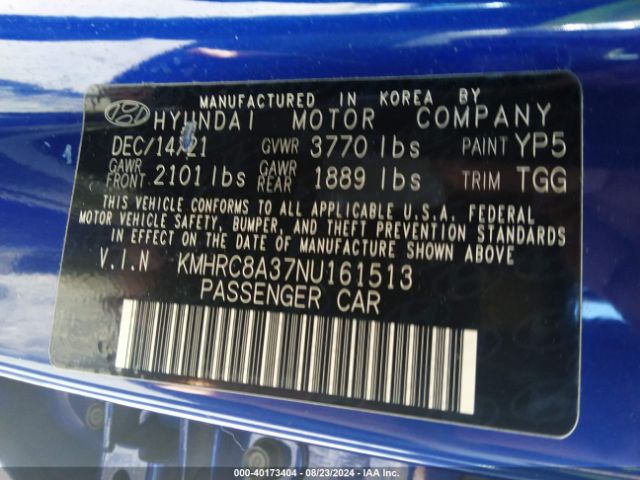 MANUFACTURED IN KOREA BY
HYUNDAI MOTOR COMPANY
DEC/14/21 GVWR 3770 lbs PAINT YP5
GAWR FRONT 2101 lbs GAWR REAR 1889 lbs TRIM TGG
THIS VEHICLE CONFORMS TO ALL APPLICABLE U.S.A. FEDERAL
MOTOR VEHICLE SAFETY, BUMPER, AND THEFT PREVENTION STANDARDS
IN EFFECT ON THE DATE OF MANUFACTURE SHOWN ABOVE
V.I.N KMHRC8A37NU161513
PASSENGER CAR
000-40173404 - 08/23/2024 - IAA Inc.